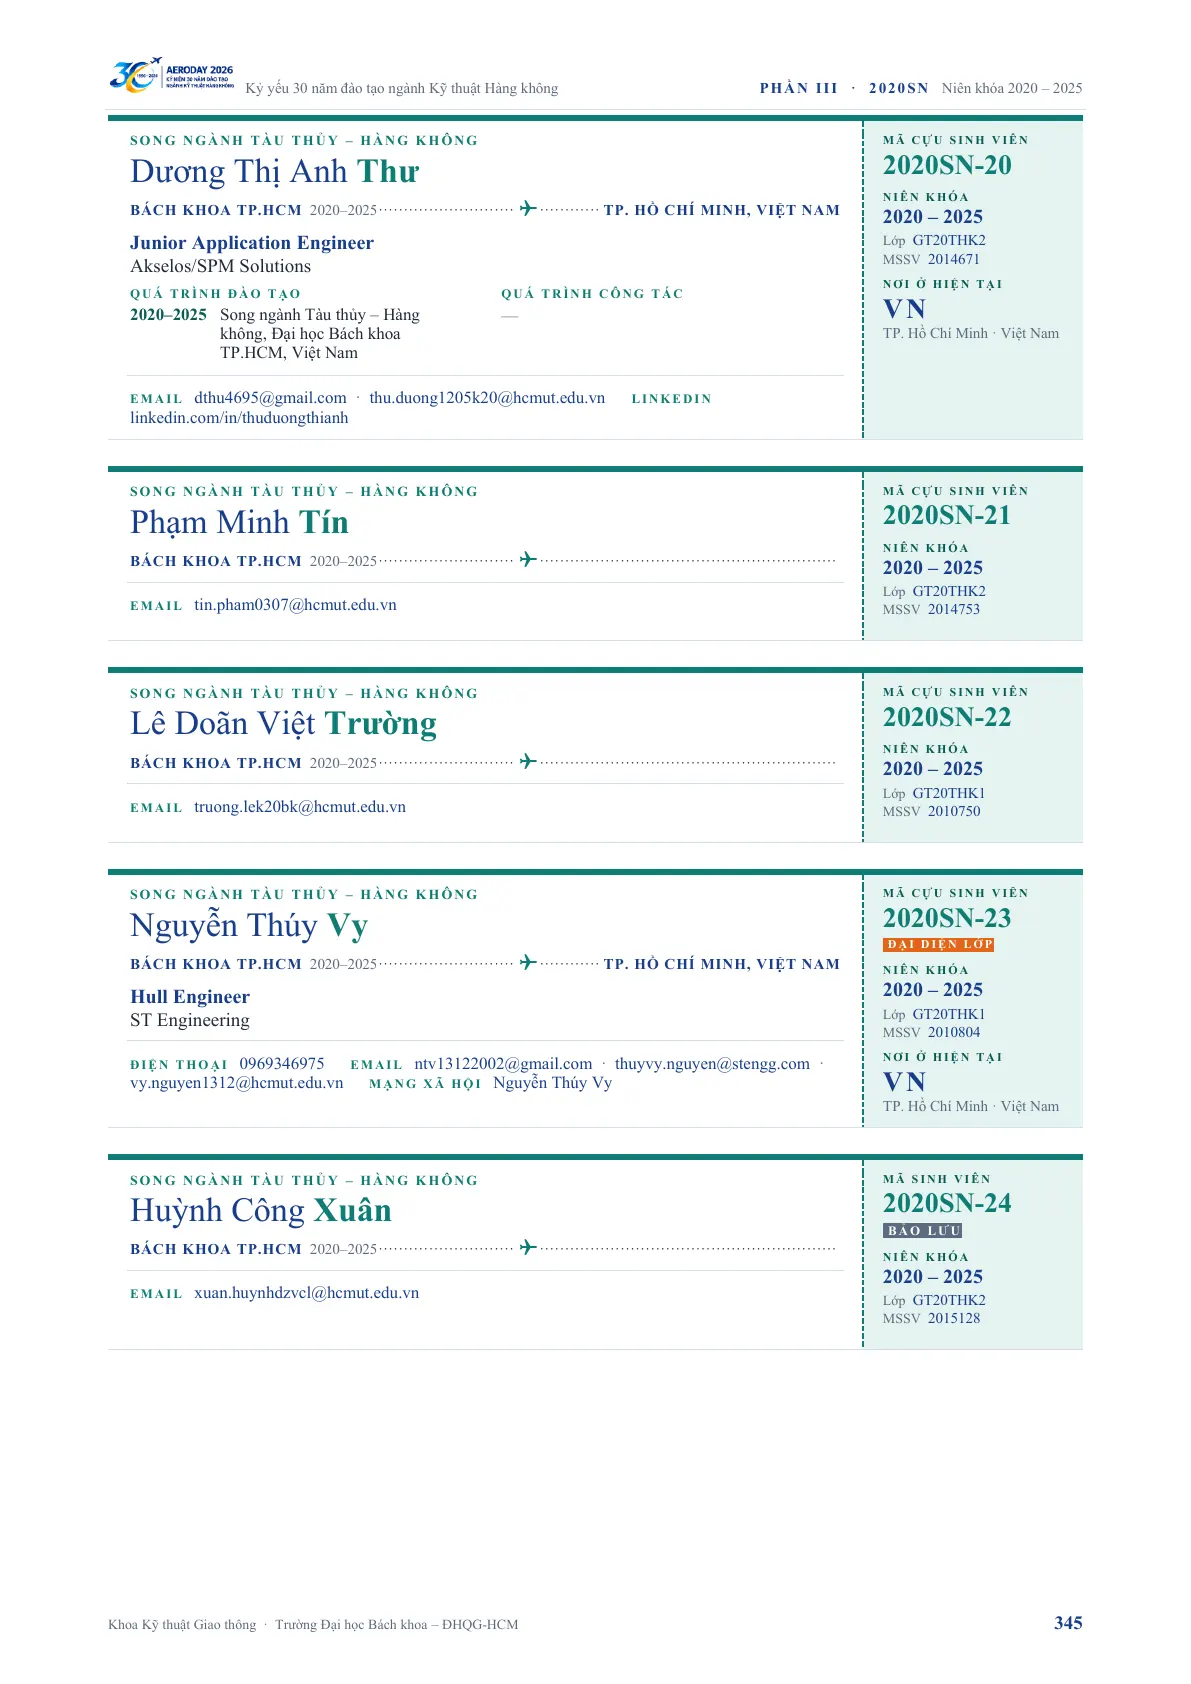 30 1996 - 2026 AERODAY 2026
KỶ NIỆM 30 NĂM ĐÀO TẠO
NGÀNH KỸ THUẬT HÀNG KHÔNG
Kỷ yếu 30 năm đào tạo ngành Kỹ thuật Hàng không
PHẦN III · 2020SN Niên khóa 2020 – 2025
SONG NGÀNH TÀU THỦY – HÀNG KHÔNG
Dương Thị Anh Thư
BÁCH KHOA TP.HCM 2020–2025 TP. HỒ CHÍ MINH, VIỆT NAM
Junior Application Engineer
Akselos/SPM Solutions
QUÁ TRÌNH ĐÀO TẠO
2020–2025 Song ngành Tàu thủy – Hàng
không, Đại học Bách khoa
TP.HCM, Việt Nam
QUÁ TRÌNH CÔNG TÁC
—
EMAIL dthu4695@gmail.com · thu.duong1205k20@hcmut.edu.vn LINKEDIN
linkedin.com/in/thuduongthianh
MÃ CỰU SINH VIÊN
2020SN-20
NIÊN KHÓA
2020 – 2025
Lớp GT20THK2
MSSV 2014671
NƠI Ở HIỆN TẠI
VN
TP. Hồ Chí Minh · Việt Nam
SONG NGÀNH TÀU THỦY – HÀNG KHÔNG
Phạm Minh Tín
BÁCH KHOA TP.HCM 2020–2025
EMAIL tin.pham0307@hcmut.edu.vn
MÃ CỰU SINH VIÊN
2020SN-21
NIÊN KHÓA
2020 – 2025
Lớp GT20THK2
MSSV 2014753
SONG NGÀNH TÀU THỦY – HÀNG KHÔNG
Lê Doãn Việt Trường
BÁCH KHOA TP.HCM 2020–2025
EMAIL truong.lek20bk@hcmut.edu.vn
MÃ CỰU SINH VIÊN
2020SN-22
NIÊN KHÓA
2020 – 2025
Lớp GT20THK1
MSSV 2010750
SONG NGÀNH TÀU THỦY – HÀNG KHÔNG
Nguyễn Thúy Vy
BÁCH KHOA TP.HCM 2020–2025 TP. HỒ CHÍ MINH, VIỆT NAM
Hull Engineer
ST Engineering
ĐIỆN THOẠI 0969346975 EMAIL ntv13122002@gmail.com · thuyvy.nguyen@stengg.com ·
vy.nguyen1312@hcmut.edu.vn MẠNG XÃ HỘI Nguyễn Thúy Vy
MÃ CỰU SINH VIÊN
2020SN-23
ĐẠI DIỆN LỚP
NIÊN KHÓA
2020 – 2025
Lớp GT20THK1
MSSV 2010804
NƠI Ở HIỆN TẠI
VN
TP. Hồ Chí Minh · Việt Nam
SONG NGÀNH TÀU THỦY – HÀNG KHÔNG
Huỳnh Công Xuân
BÁCH KHOA TP.HCM 2020–2025
EMAIL xuan.huynhdzvcl@hcmut.edu.vn
MÃ SINH VIÊN
2020SN-24
BẢO LƯU
NIÊN KHÓA
2020 – 2025
Lớp GT20THK2
MSSV 2015128
Khoa Kỹ thuật Giao thông · Trường Đại học Bách khoa – ĐHQG-HCM
345